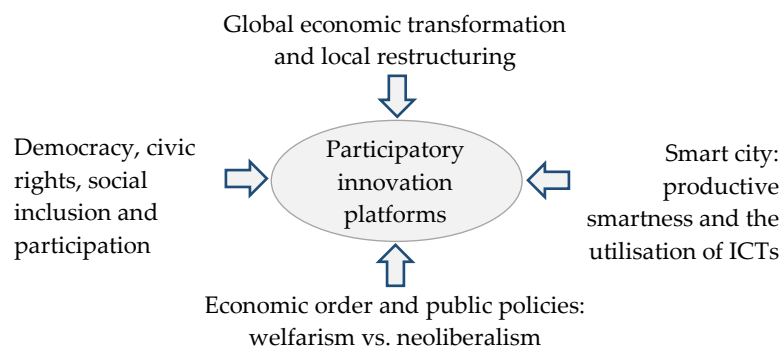 Global economic transformation
and local restructuring
Democracy, civic
rights, social
inclusion and
participation
Participatory
innovation
platforms
Smart city:
productive
smartness and the
utilisation of ICTs
Economic order and public policies:
welfarism vs. neoliberalism